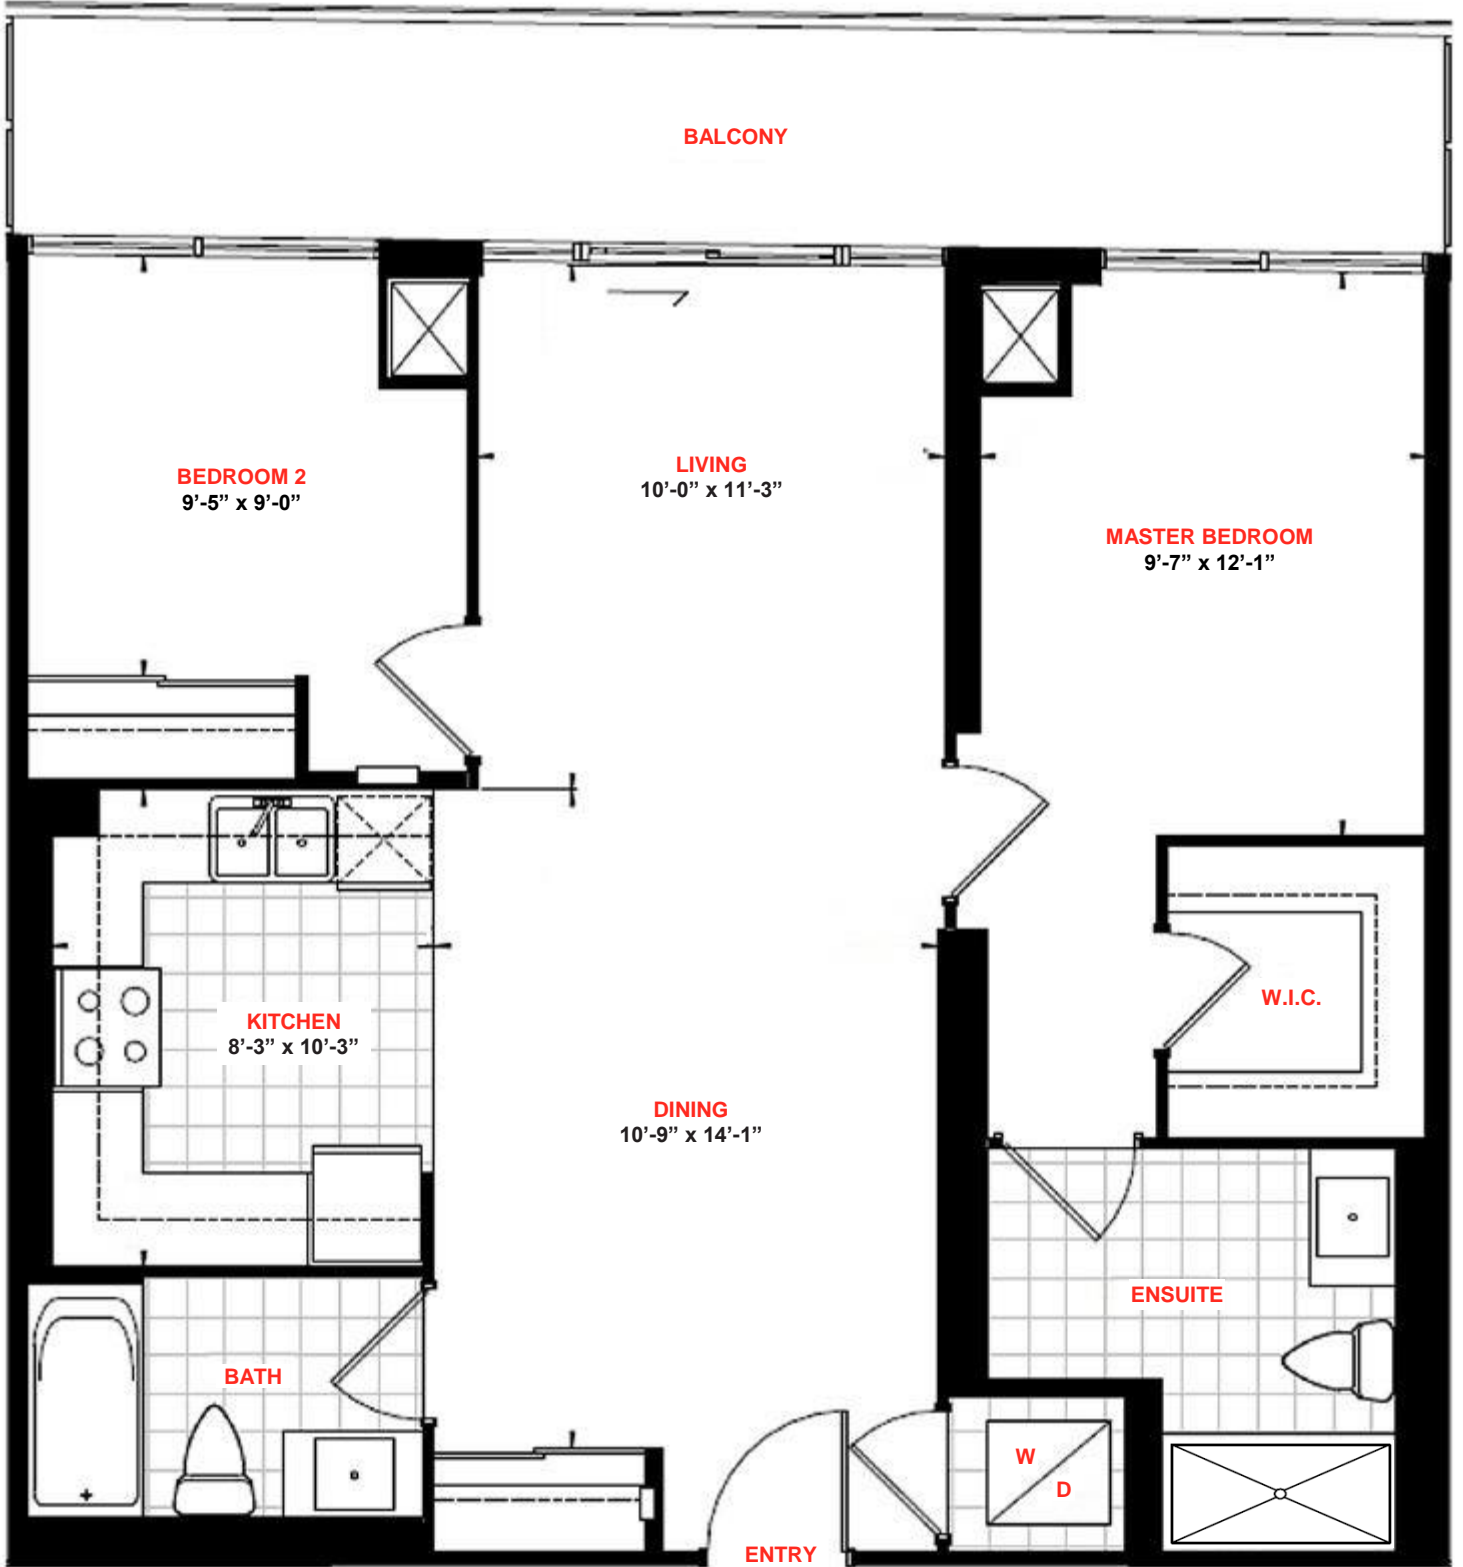 BALCONY
BEDROOM 2
9’-5” x 9’-0”
LIVING
10’-0” x 11’-3”
MASTER BEDROOM
9’-7” x 12’-1”
W.I.C.
KITCHEN
8’-3” x 10’-3”
DINING
10’-9” x 14’-1”
ENSUITE
BATH
W
D
ENTRY